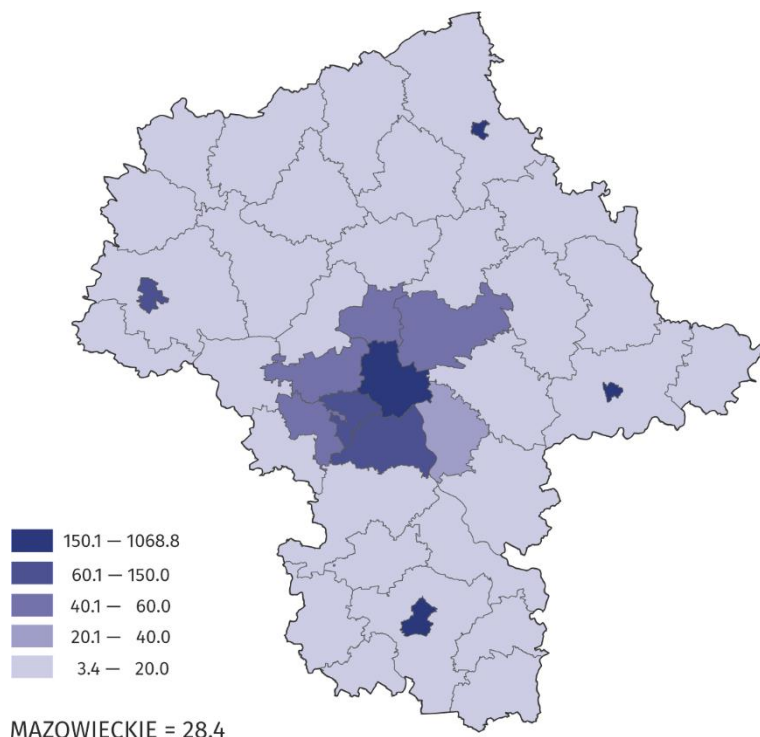 150.1 — 1068.8
60.1 — 150.0
40.1 — 60.0
20.1 — 40.0
3.4 — 20.0
MAZOWIECKIE = 28.4